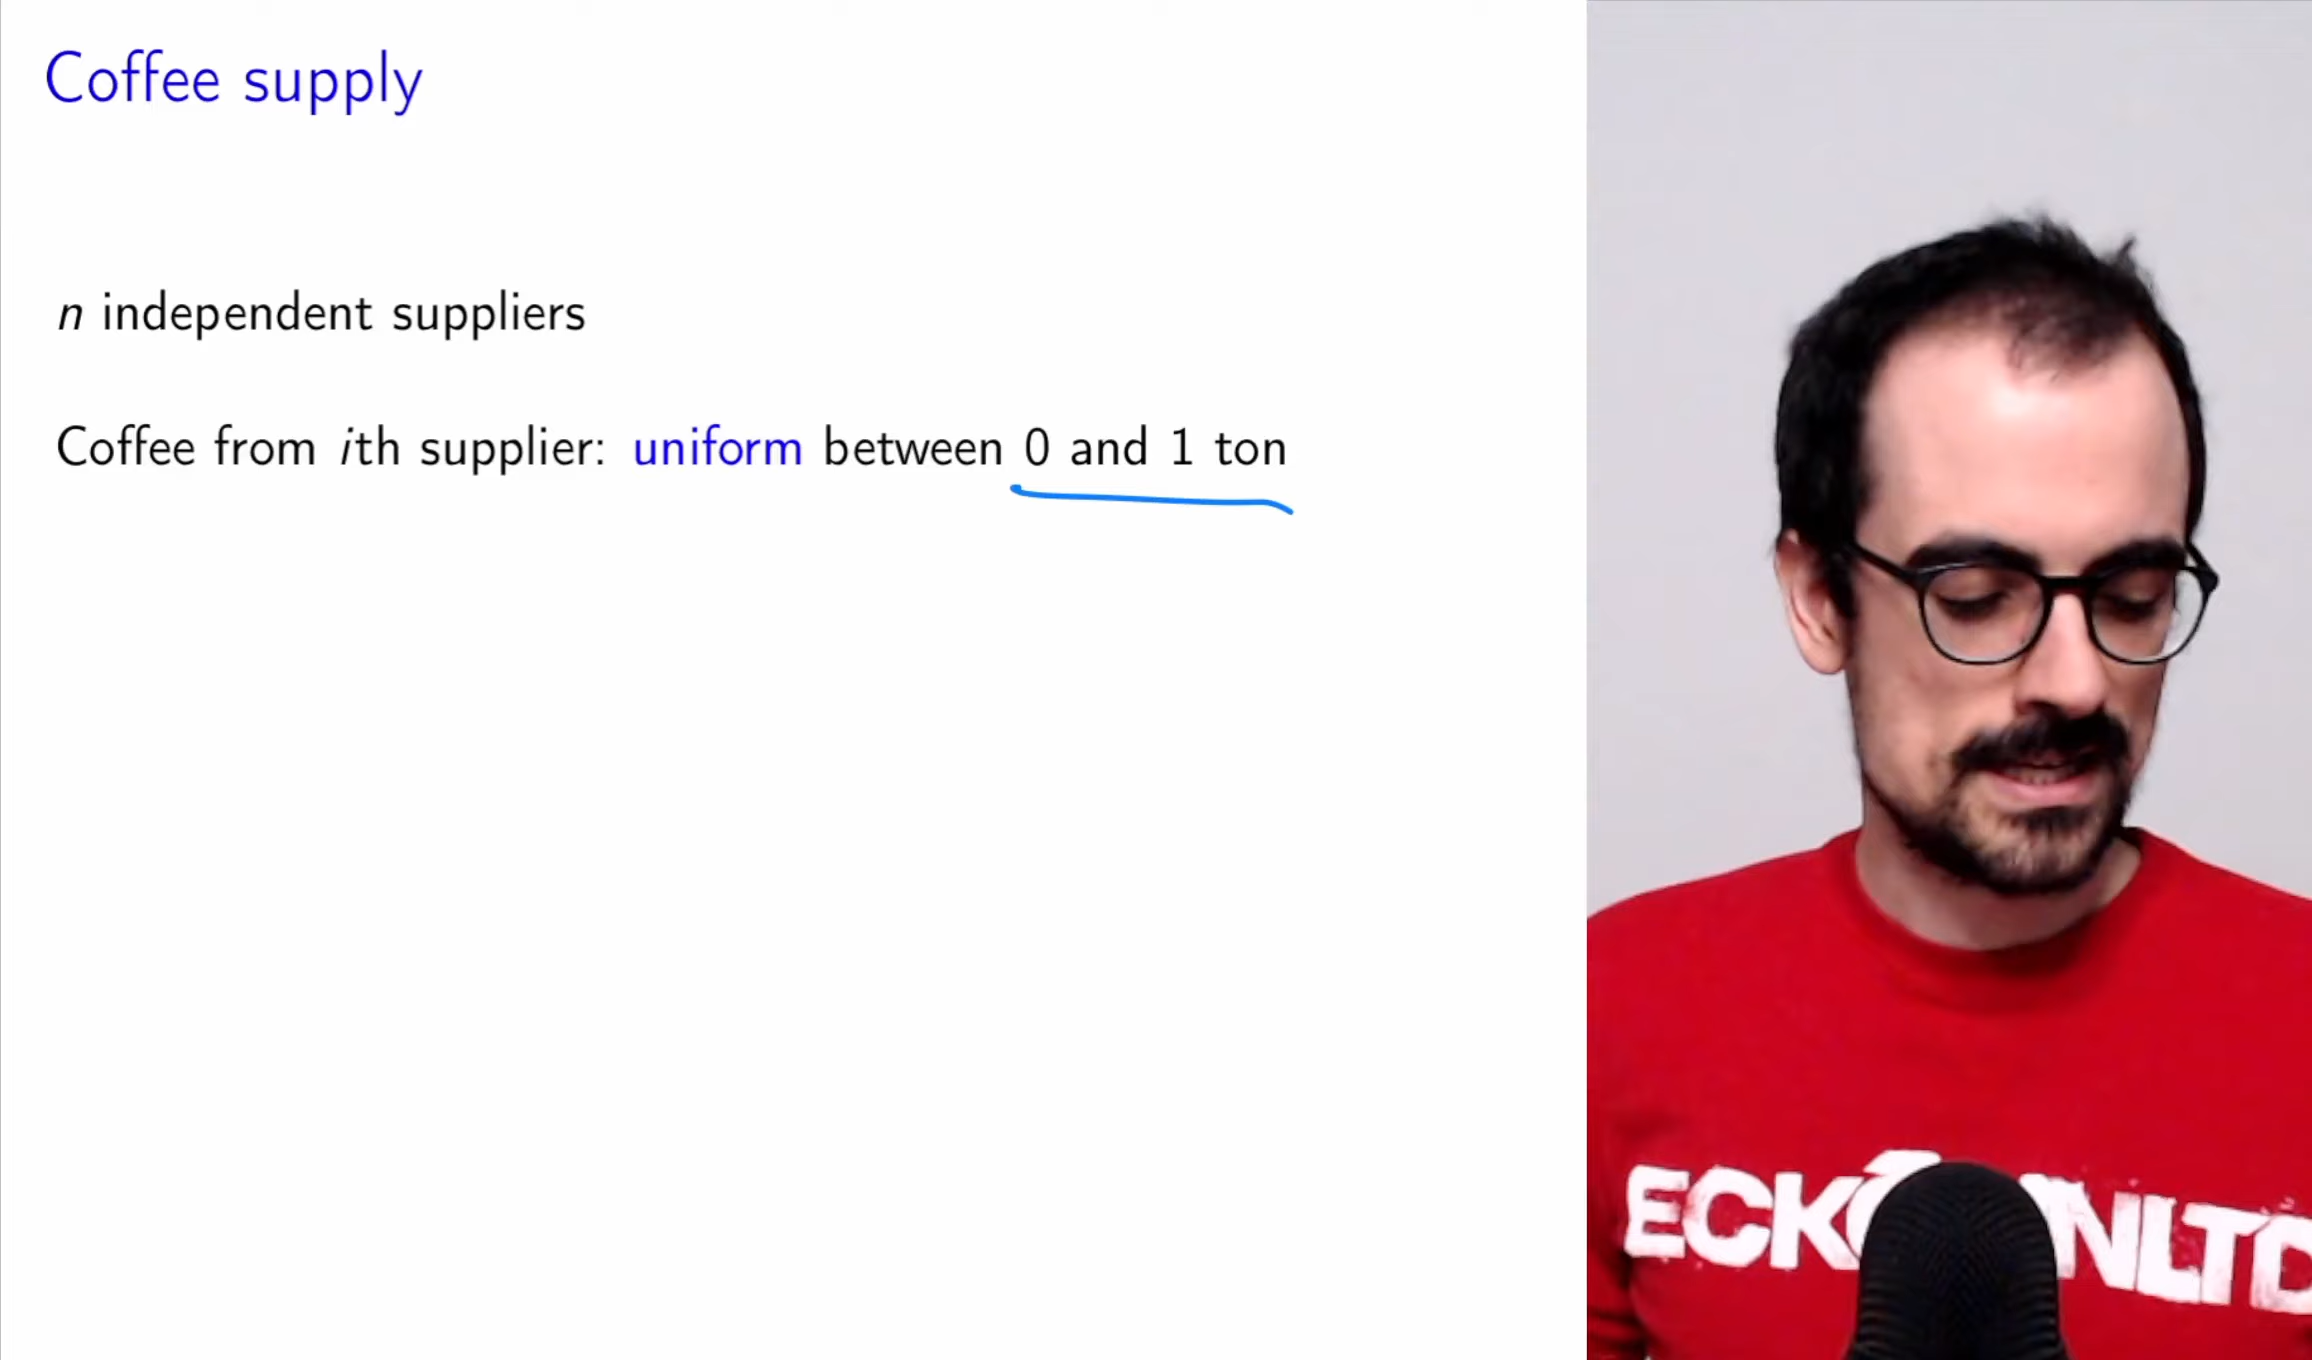 Coffee supply
n independent suppliers
Coffee from ith supplier: uniform between 0 and 1 ton